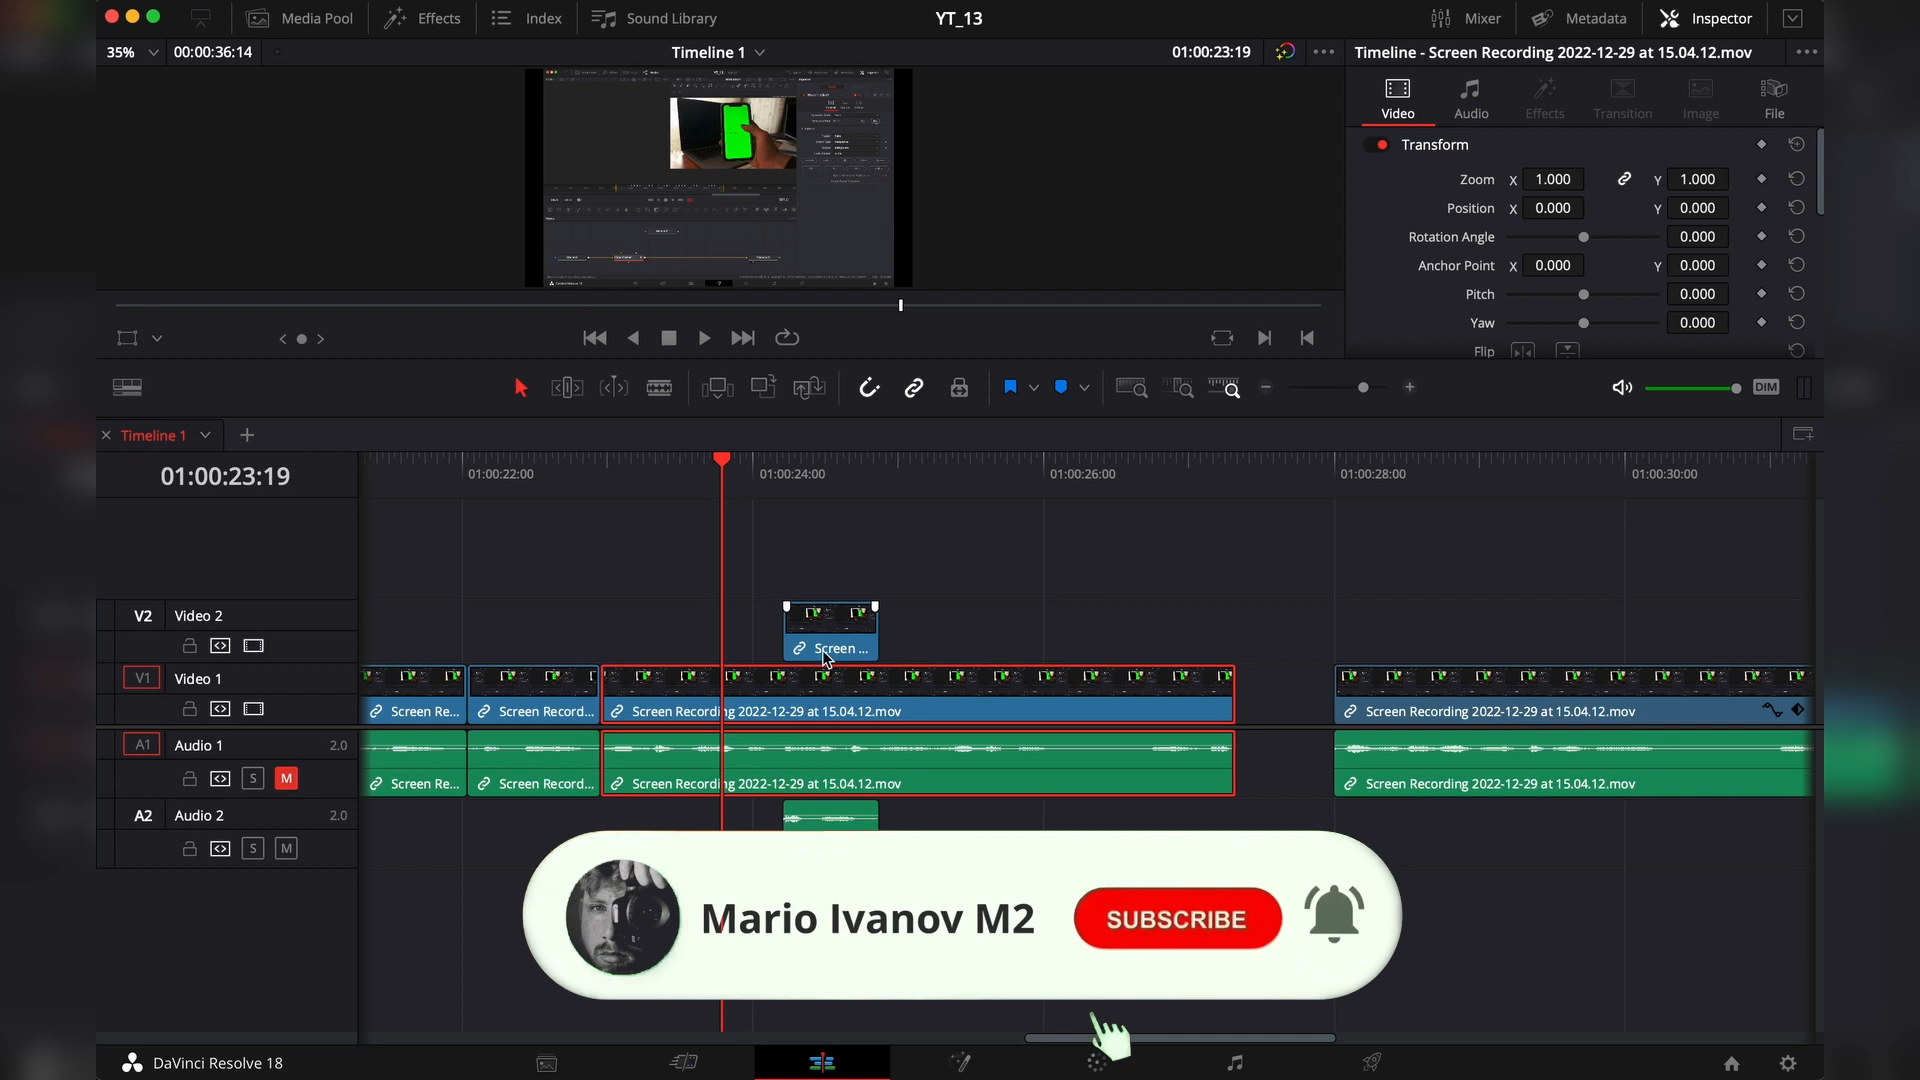 Media Pool
Effects
Index
Sound Library
YT_13
Mixer
Metadata
Inspector
35%
00:00:36:14
Timeline 1
01:00:23:19
Timeline - Screen Recording 2022-12-29 at 15.04.12.mov
Video
Audio
Effects
Transition
Image
File
Transform
Zoom X 1.000 Y 1.000
Position X 0.000 Y 0.000
Rotation Angle 0.000
Anchor Point X 0.000 Y 0.000
Pitch 0.000
Yaw 0.000
Flip
DIM
Timeline 1
01:00:23:19
01:00:22:00
01:00:24:00
01:00:26:00
01:00:28:00
01:00:30:00
V2 Video 2
Screen ...
V1 Video 1
Screen Re...
Screen Record...
Screen Recording 2022-12-29 at 15.04.12.mov
Screen Recording 2022-12-29 at 15.04.12.mov
A1 Audio 1 2.0
S M
Screen Re...
Screen Record...
Screen Recording 2022-12-29 at 15.04.12.mov
Screen Recording 2022-12-29 at 15.04.12.mov
A2 Audio 2 2.0
S M
Mario Ivanov M2
SUBSCRIBE
DaVinci Resolve 18